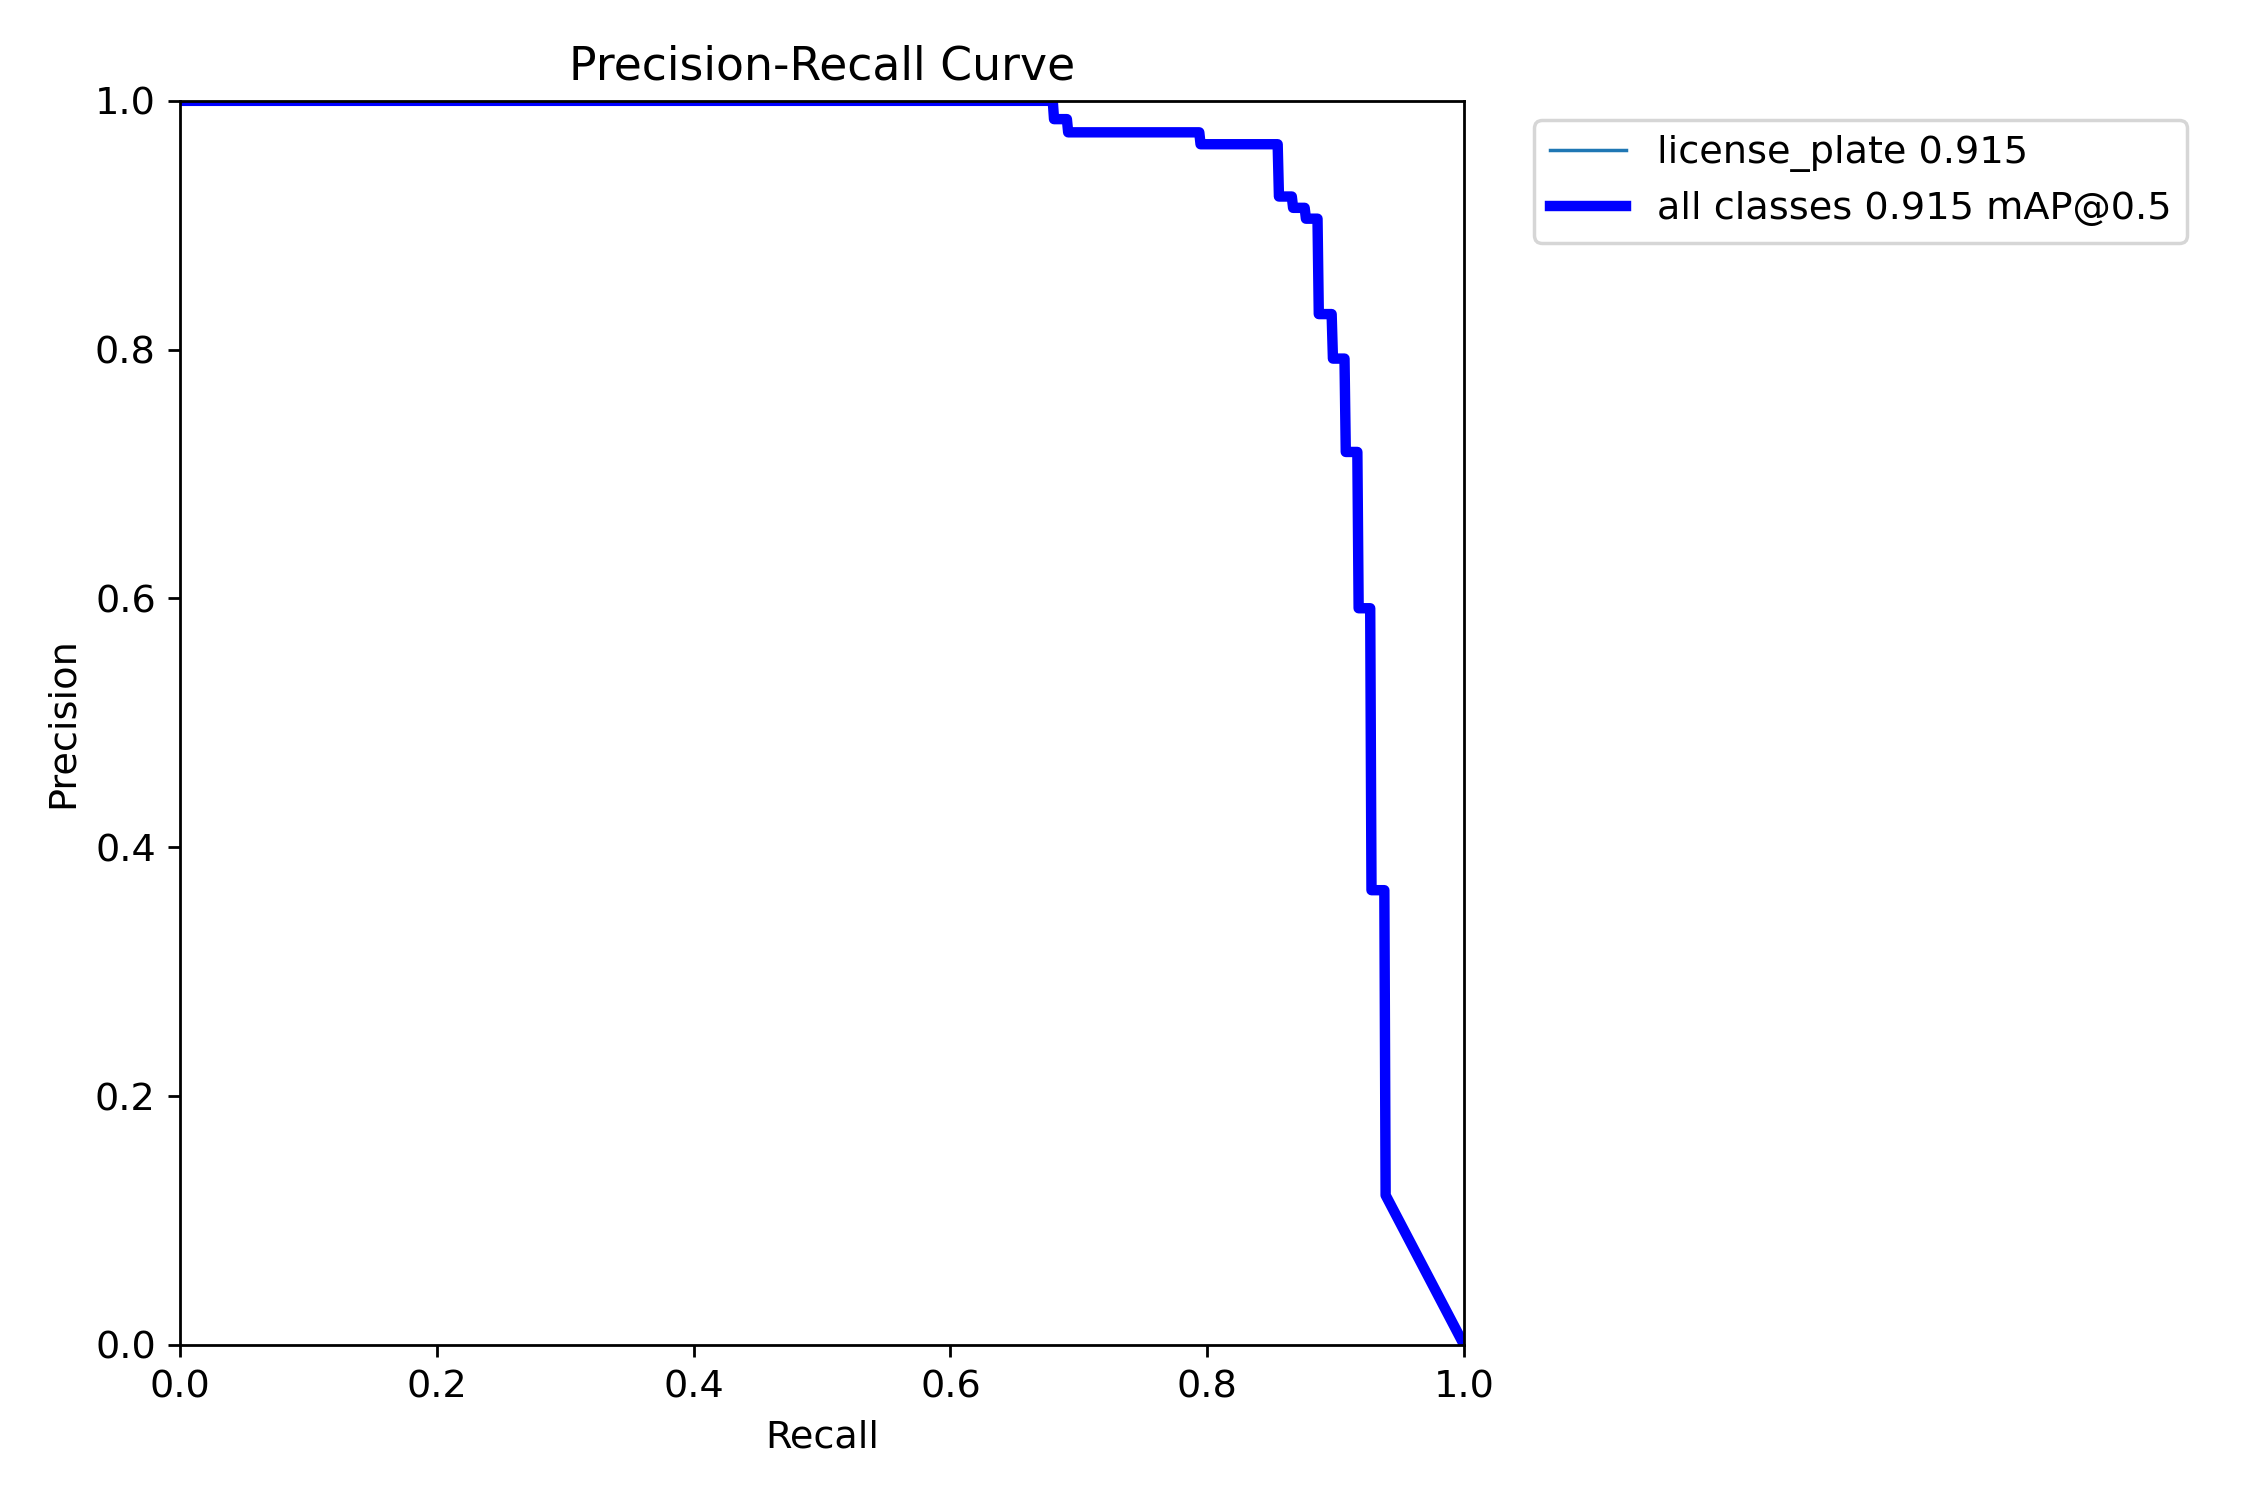 Precision-Recall Curve
1.0
0.8
0.6
0.4
0.2
0.0
Precision
0.0 0.2 0.4 0.6 0.8 1.0
Recall
license_plate 0.915
all classes 0.915 mAP@0.5